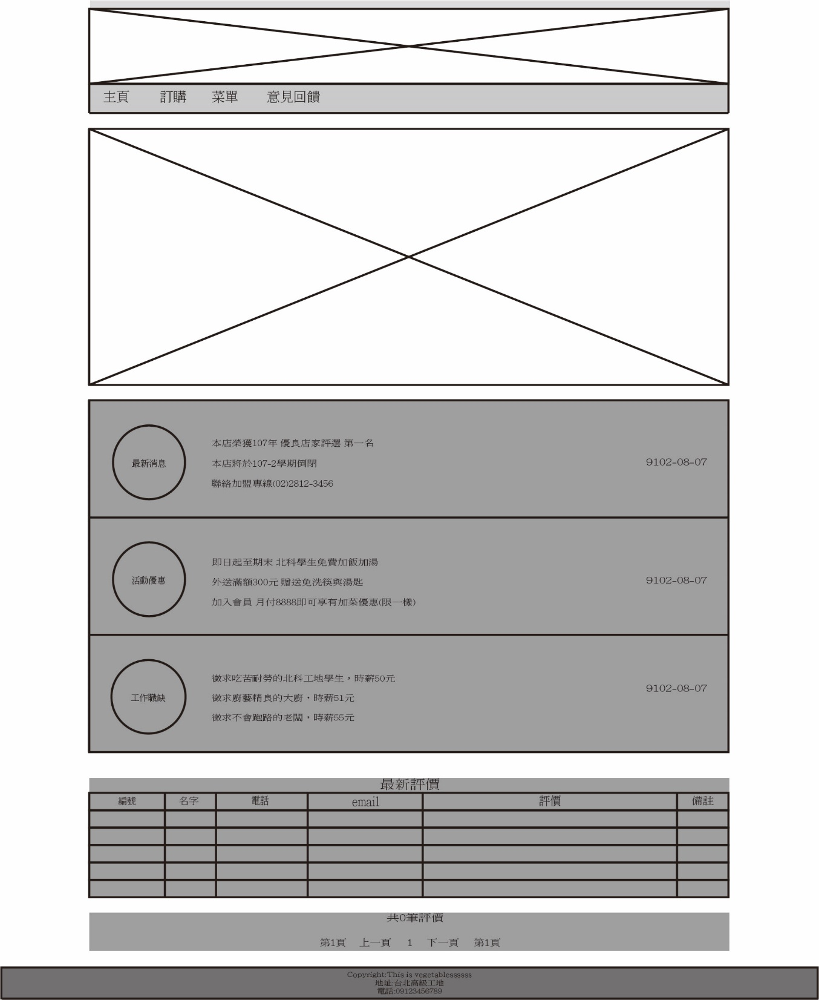 主頁 訂購 菜單 意見回饋
最新消息
本店榮獲107年 優良店家評選 第一名
本店將於107-2學期倒閉
聯絡加盟專線(02)2812-3456
9102-08-07
活動優惠
即日起至期末 北科學生免費加飯加湯
外送滿額300元 贈送免洗筷與湯匙
加入會員 月付8888即可享有加菜優惠(限一樣)
9102-08-07
工作職缺
徵求吃苦耐勞的北科工地學生，時薪50元
徵求廚藝精良的大廚，時薪51元
徵求不會跑路的老闆，時薪55元
9102-08-07
最新評價
編號 名字 電話 email 評價 備註
共0筆評價
第1頁 上一頁 1 下一頁 第1頁
Copyright:This is vegetablessssss
地址:台北高級工地
電話:09123456789